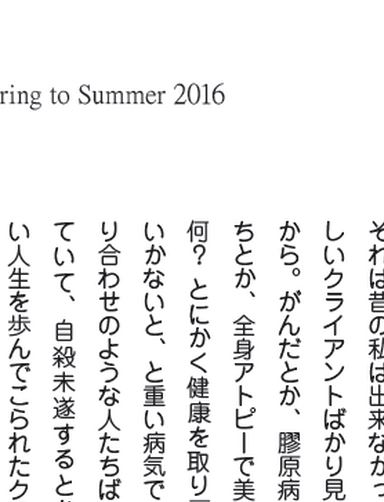 ring to Summer 2016
それは昔の私は出来なかっ
しいクライアントばかり見
から。がんだとか、膠原病
ちとか、全身アトピーで美
何？ とにかく健康を取り
いかないと、と重い病気で
り合わせのような人たちば
ていて、自殺未遂すると
い人生を歩んでこられたク